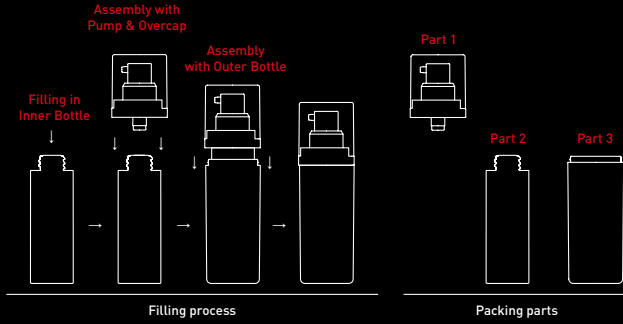 Assembly with
Pump & Overcap
Assembly
with Outer Bottle
Filling in
Inner Bottle
Part 1
Part 2
Part 3
Filling process
Packing parts